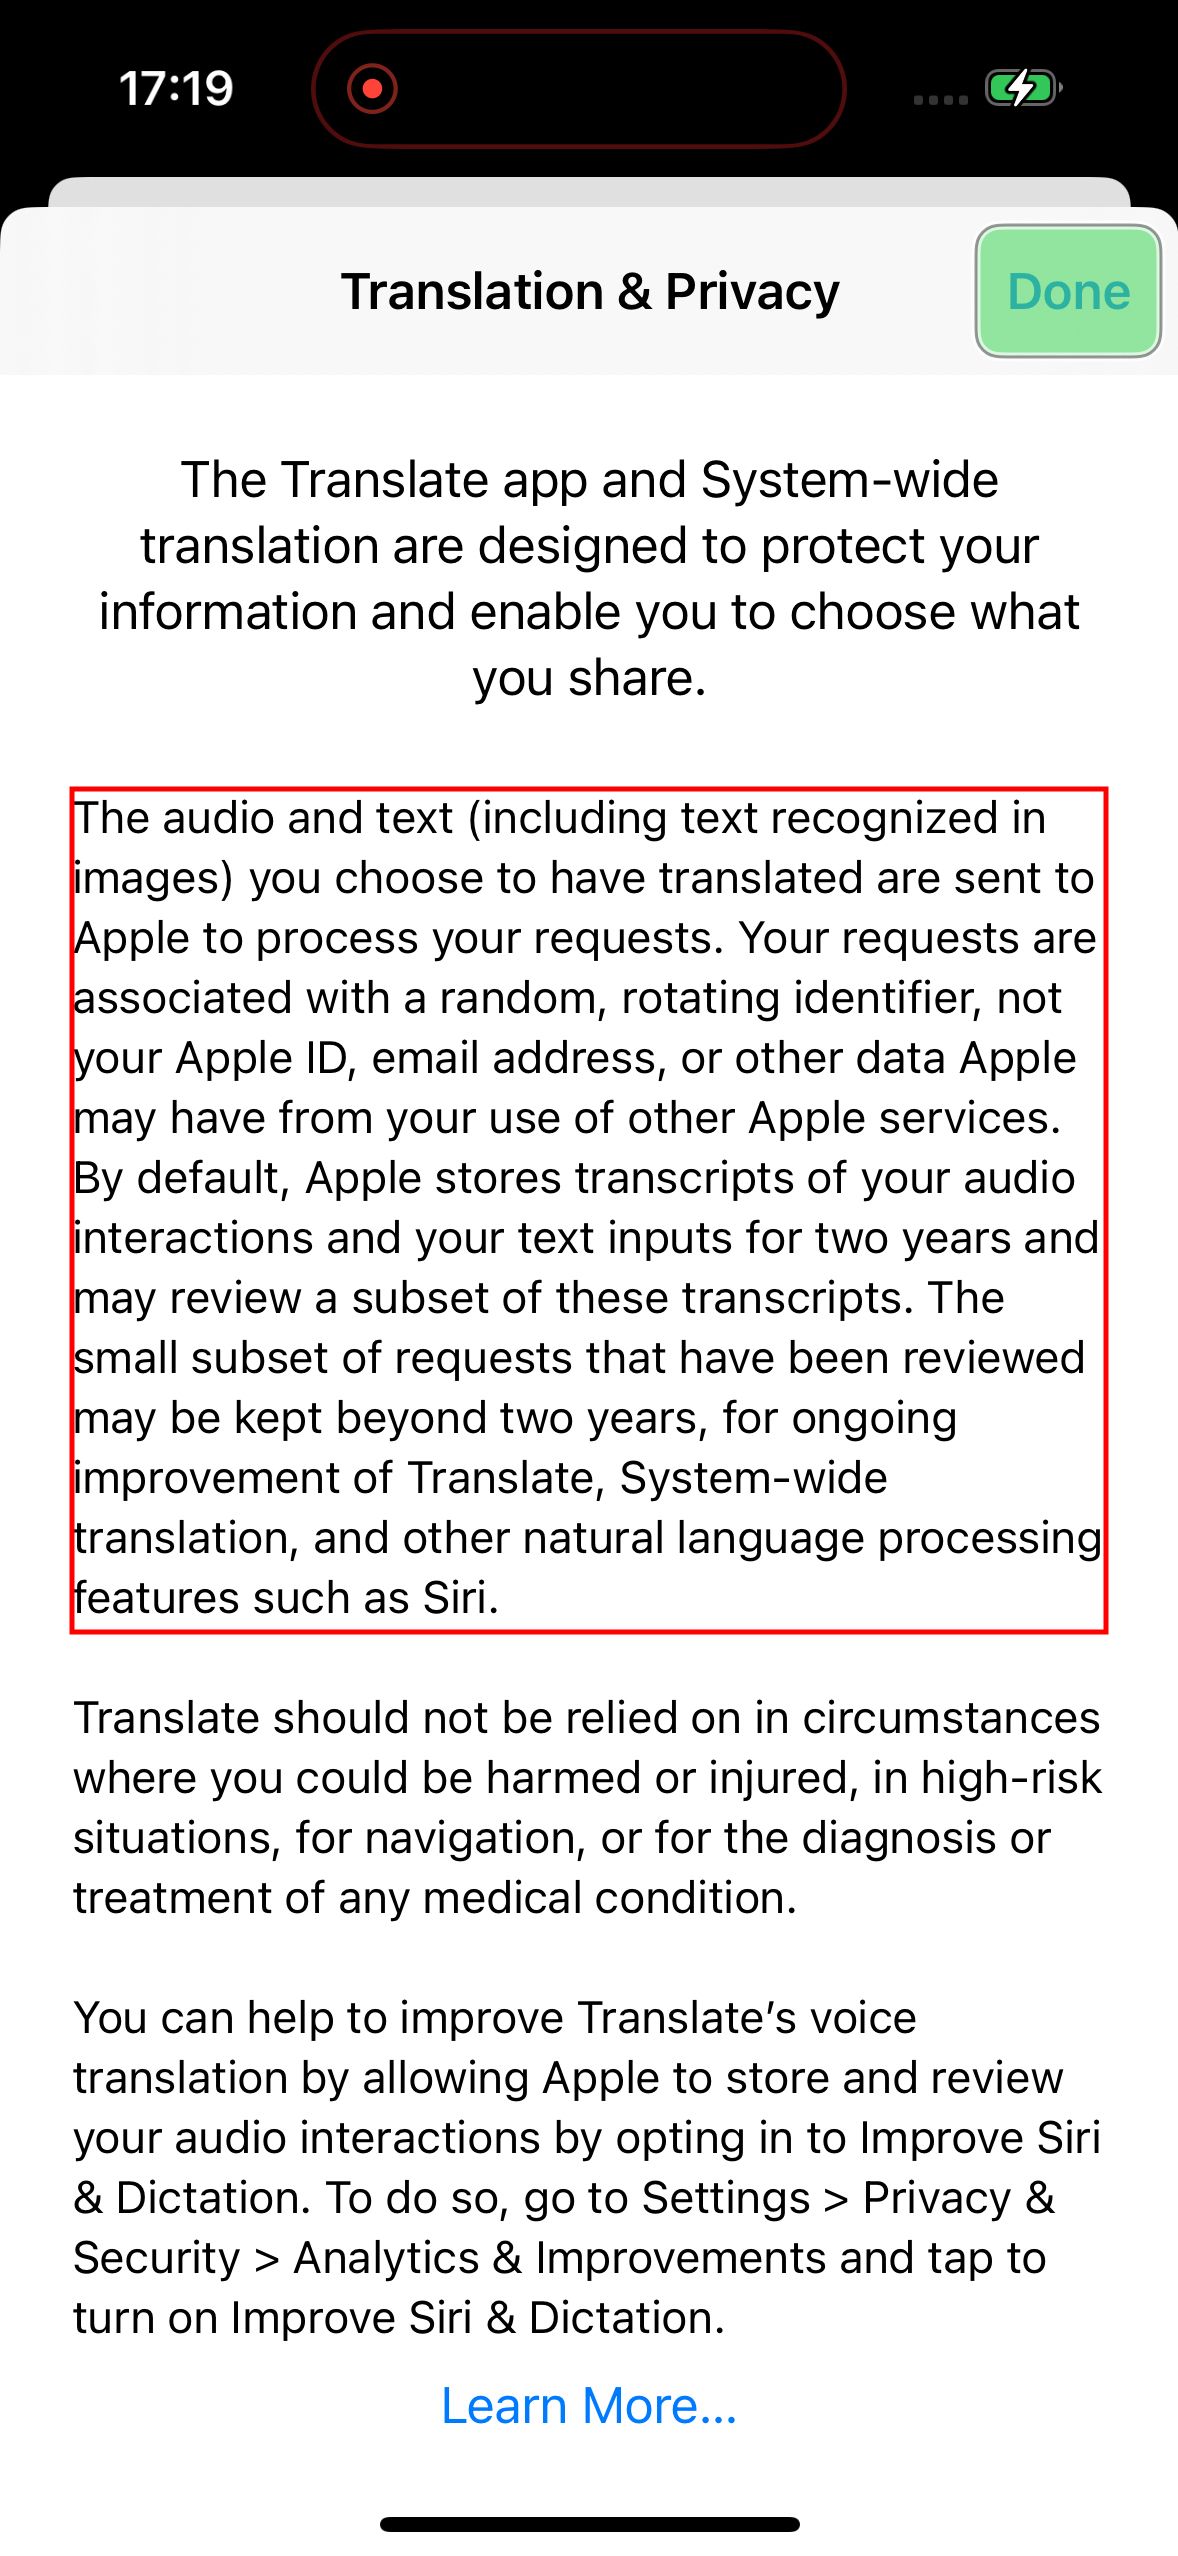 17:19
Translation & Privacy
Done
The Translate app and System-wide
translation are designed to protect your
information and enable you to choose what
you share.
The audio and text (including text recognized in
images) you choose to have translated are sent to
Apple to process your requests. Your requests are
associated with a random, rotating identifier, not
your Apple ID, email address, or other data Apple
may have from your use of other Apple services.
By default, Apple stores transcripts of your audio
interactions and your text inputs for two years and
may review a subset of these transcripts. The
small subset of requests that have been reviewed
may be kept beyond two years, for ongoing
improvement of Translate, System-wide
translation, and other natural language processing
features such as Siri.
Translate should not be relied on in circumstances
where you could be harmed or injured, in high-risk
situations, for navigation, or for the diagnosis or
treatment of any medical condition.
You can help to improve Translate’s voice
translation by allowing Apple to store and review
your audio interactions by opting in to Improve Siri
& Dictation. To do so, go to Settings > Privacy &
Security > Analytics & Improvements and tap to
turn on Improve Siri & Dictation.
Learn More...